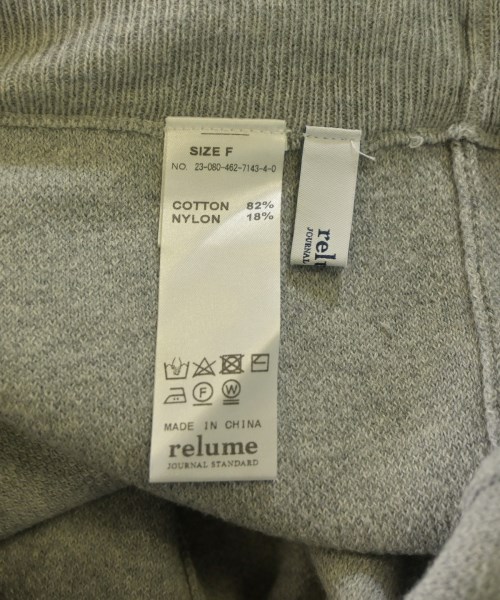 SIZE F
NO. 23-080-462-7143-4-0
COTTON 82%
NYLON 18%
F W
MADE IN CHINA
relume
JOURNAL STANDARD
relume
JOURNAL